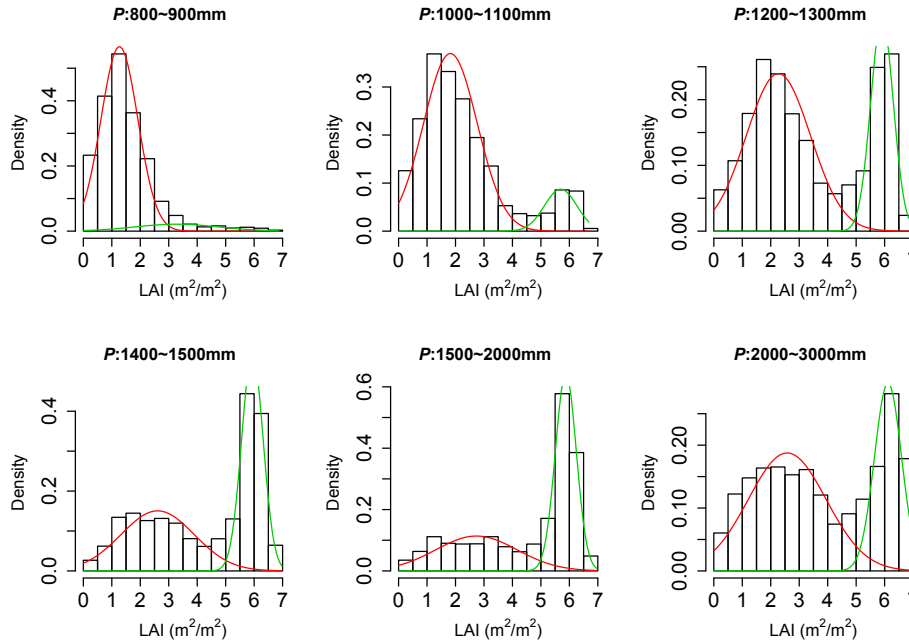 P:800~900mm
Density
0.0 0.2 0.4
0 1 2 3 4 5 6 7
LAI (m²/m²)
P:1000~1100mm
Density
0.0 0.1 0.2 0.3
0 1 2 3 4 5 6 7
LAI (m²/m²)
P:1200~1300mm
Density
0.00 0.10 0.20
0 1 2 3 4 5 6 7
LAI (m²/m²)
P:1400~1500mm
Density
0.0 0.2 0.4
0 1 2 3 4 5 6 7
LAI (m²/m²)
P:1500~2000mm
Density
0.0 0.2 0.4 0.6
0 1 2 3 4 5 6 7
LAI (m²/m²)
P:2000~3000mm
Density
0.00 0.10 0.20
0 1 2 3 4 5 6 7
LAI (m²/m²)